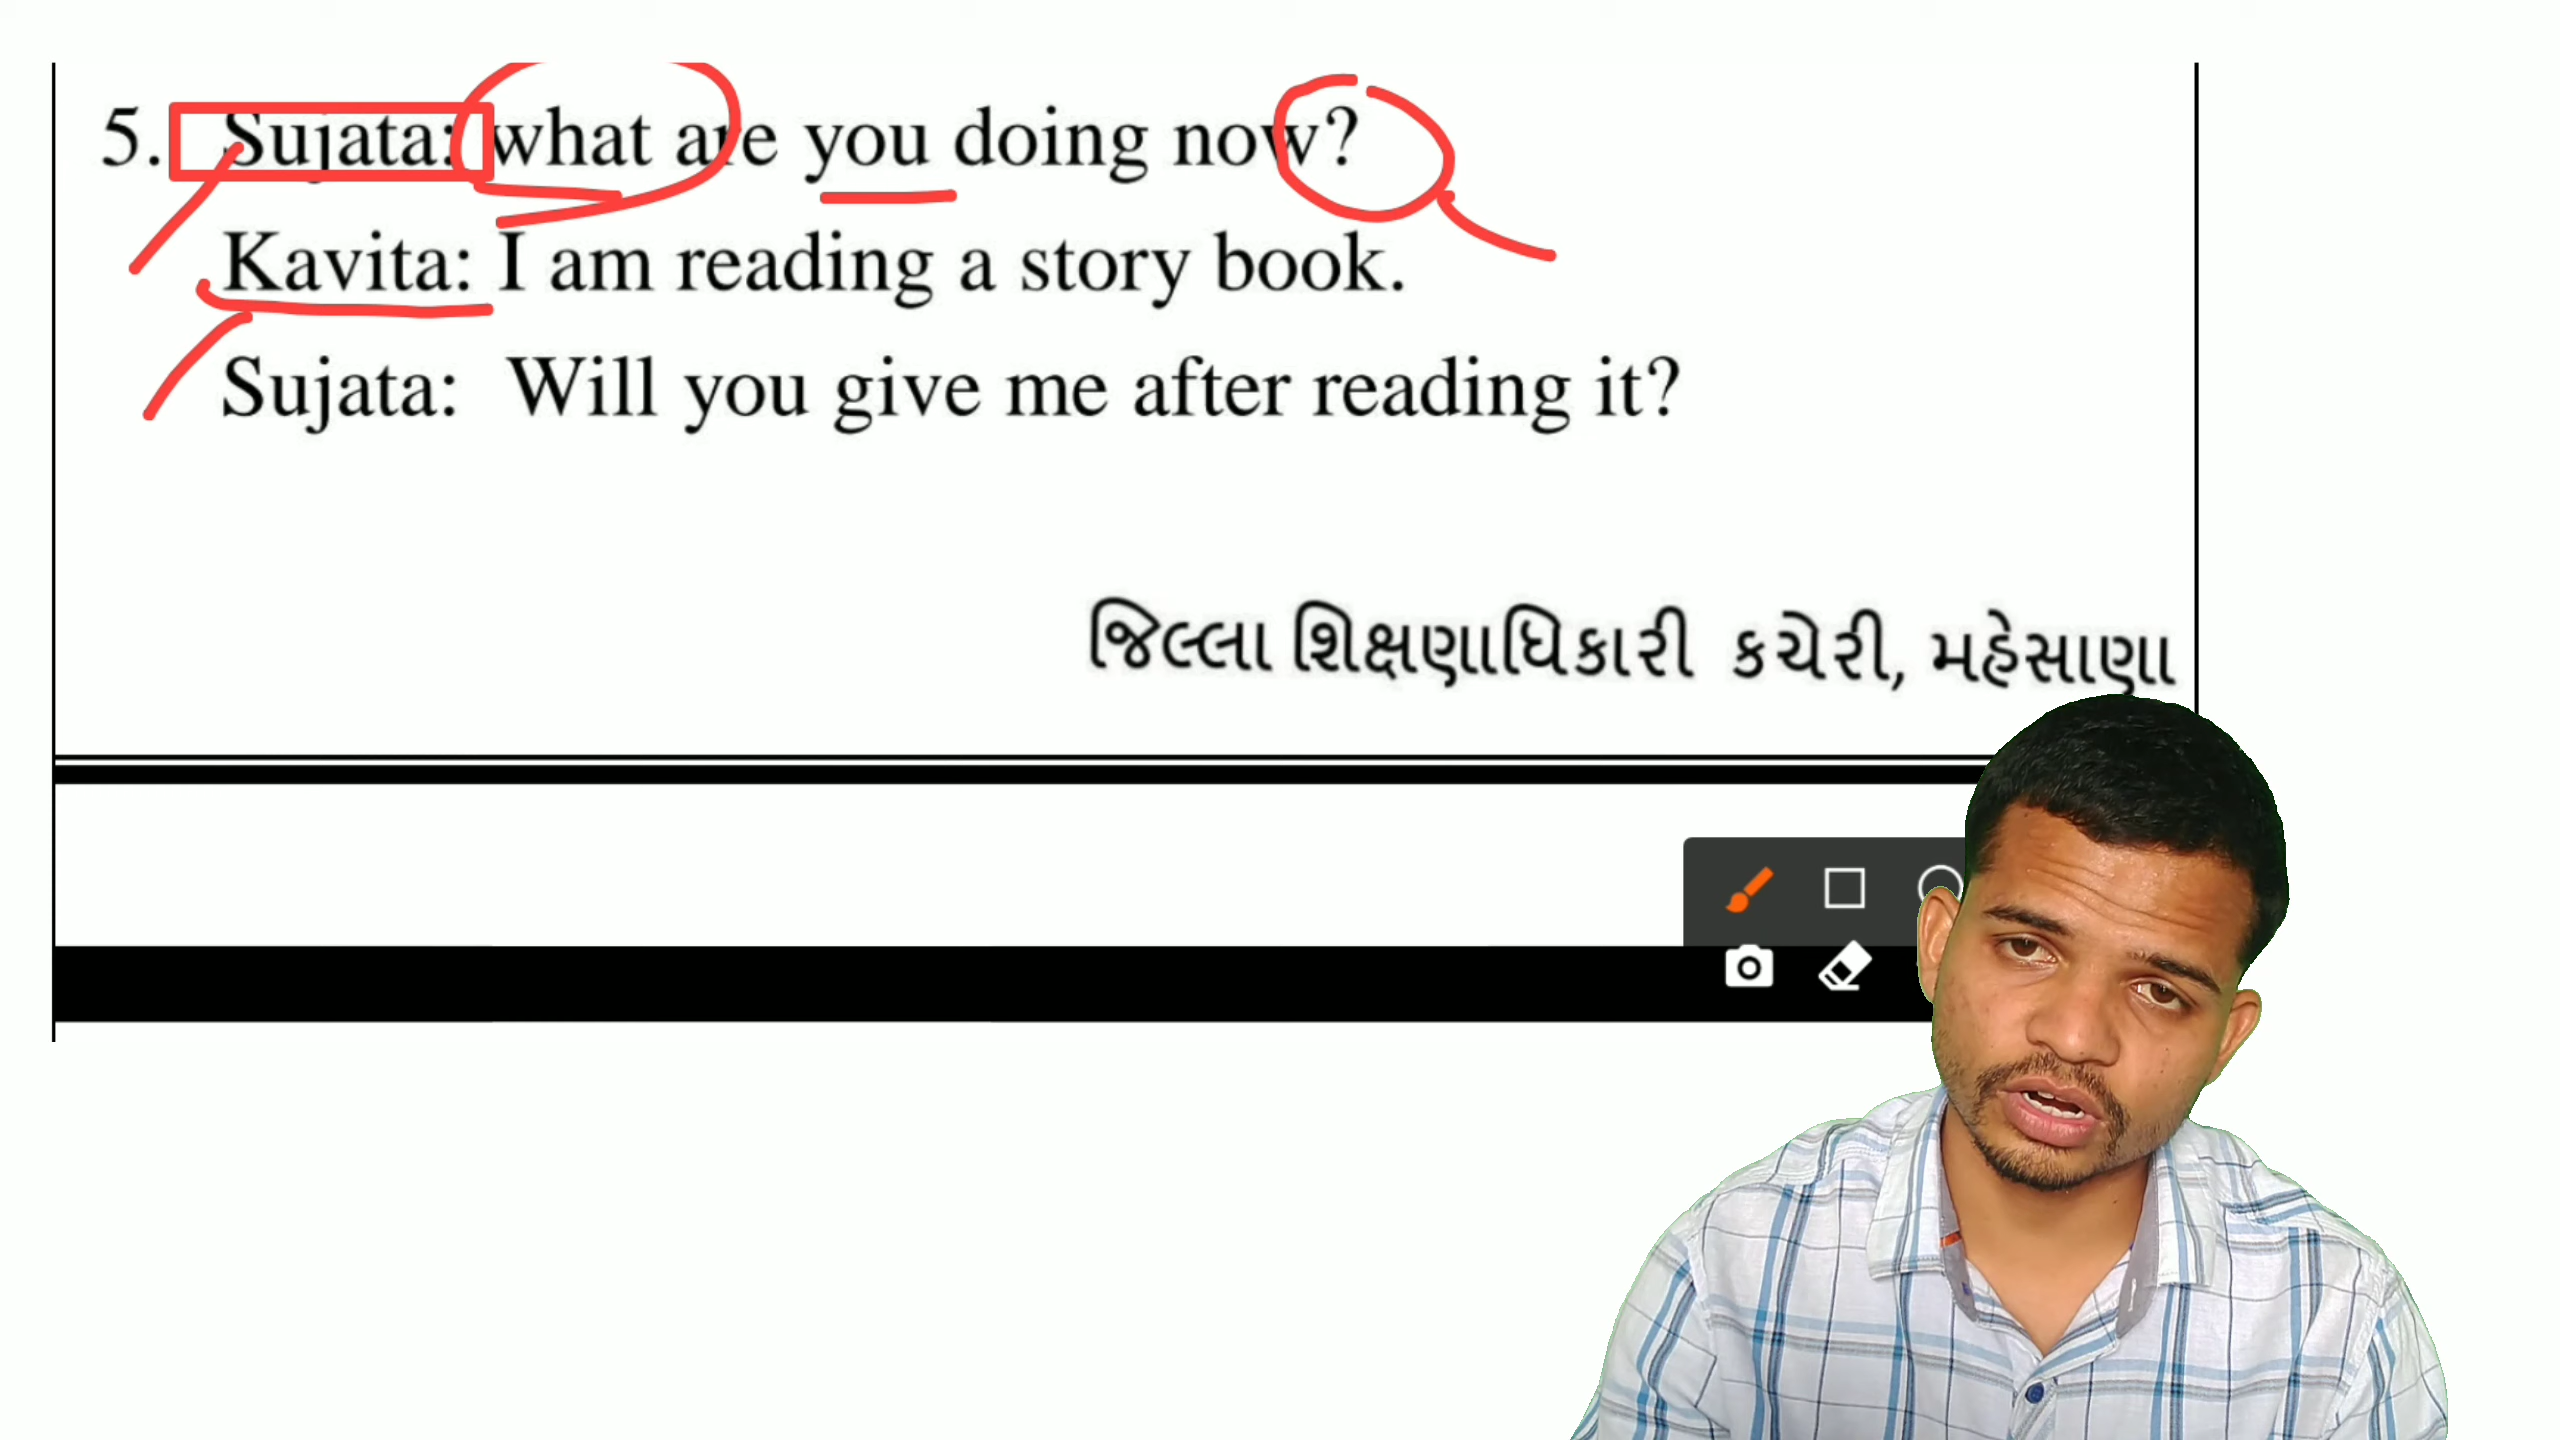 5. Sujata: what are you doing now?
Kavita: I am reading a story book.
Sujata: Will you give me after reading it?
જિલ્લા શિક્ષણાધિકારી કચેરી, મહેસાણા